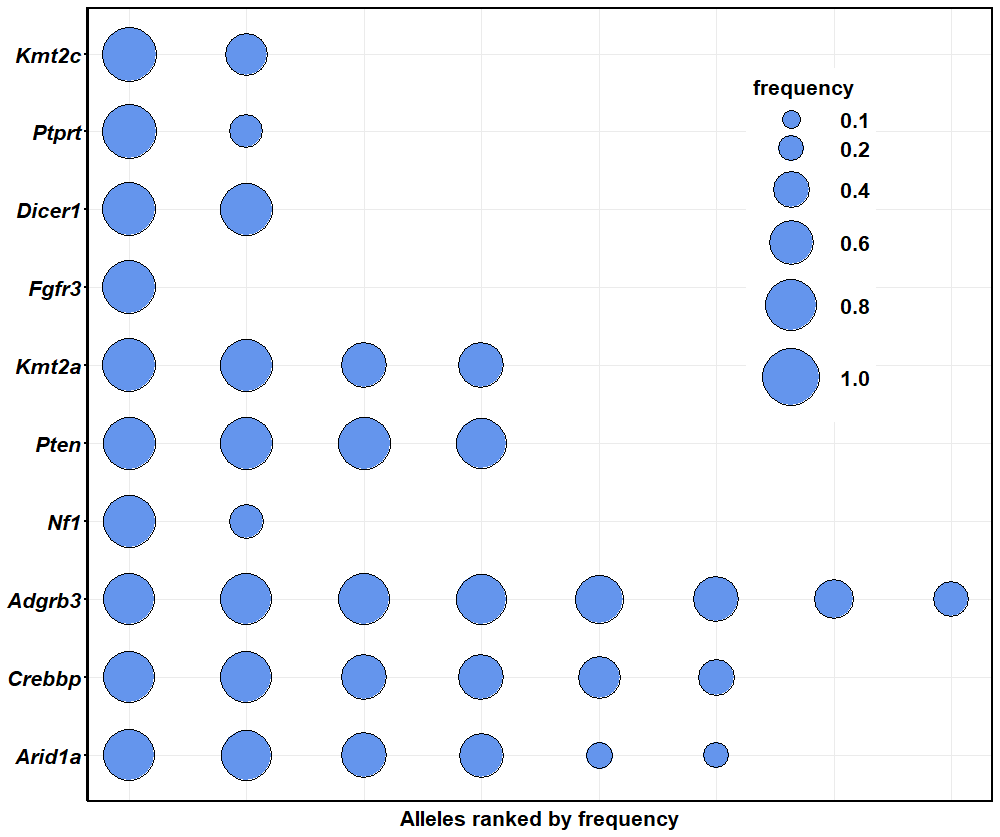 Kmt2c
Ptprt
Dicer1
Fgfr3
Kmt2a
Pten
Nf1
Adgrb3
Crebbp
Arid1a
frequency
0.1
0.2
0.4
0.6
0.8
1.0
Alleles ranked by frequency